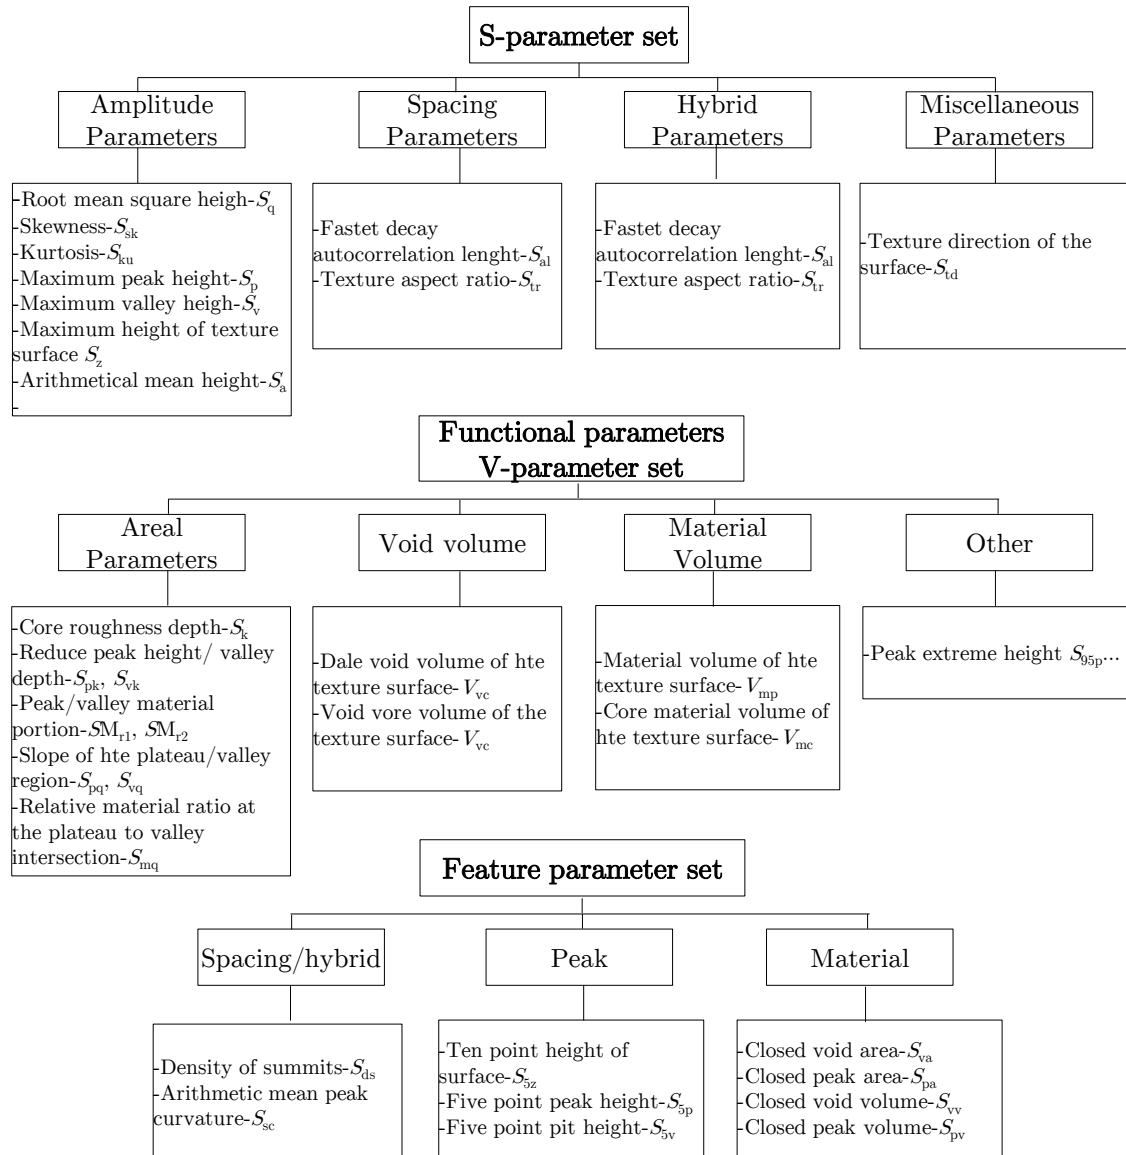 S-parameter set
Amplitude
Parameters
Spacing
Parameters
Hybrid
Parameters
Miscellaneous
Parameters
-Root mean square heigh-Sq
-Skewness-Ssk
-Kurtosis-Sku
-Maximum peak height-Sp
-Maximum valley heigh-Sv
-Maximum height of texture
surface Sz
-Arithmetical mean height-Sa
-
-Fastet decay
autocorrelation lenght-Sal
-Texture aspect ratio-Str
-Fastet decay
autocorrelation lenght-Sal
-Texture aspect ratio-Str
-Texture direction of the
surface-Std
Functional parameters
V-parameter set
Areal
Parameters
Void volume
Material
Volume
Other
-Core roughness depth-Sk
-Reduce peak height/ valley
depth-Spk, Svk
-Peak/valley material
portion-SMr1, SMr2
-Slope of hte plateau/valley
region-Spq, Svq
-Relative material ratio at
the plateau to valley
intersection-Smq
-Dale void volume of hte
texture surface-Vvc
-Void vore volume of the
texture surface-Vvc
-Material volume of hte
texture surface-Vmp
-Core material volume of
hte texture surface-Vmc
-Peak extreme height S95p...
Feature parameter set
Spacing/hybrid
Peak
Material
-Density of summits-Sds
-Arithmetic mean peak
curvature-Ssc
-Ten point height of
surface-S5z
-Five point peak height-S5p
-Five point pit height-S5v
-Closed void area-Sva
-Closed peak area-Spa
-Closed void volume-Svv
-Closed peak volume-Spv